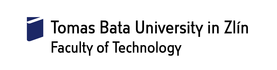 Tomas Bata University in Zlín
Faculty of Technology